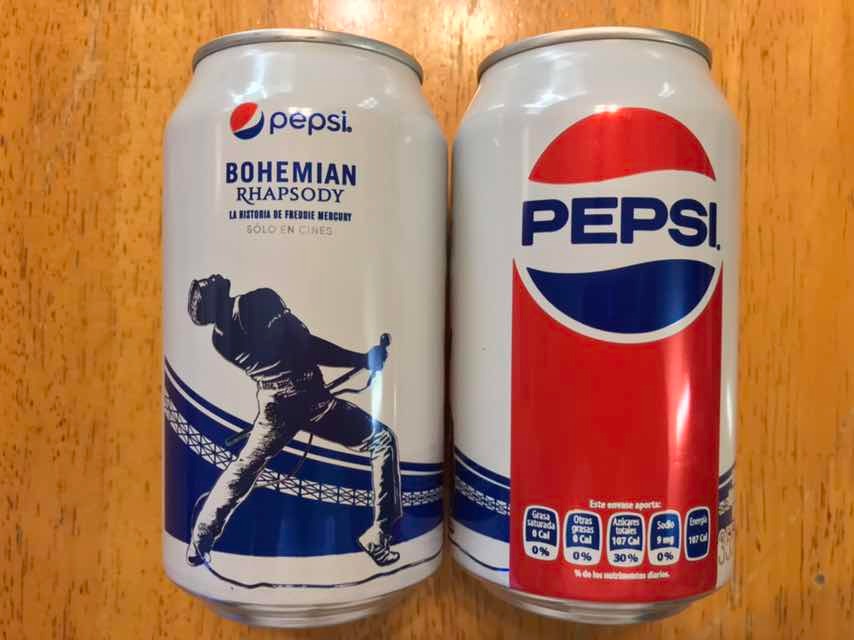 pepsi.
BOHEMIAN
RHAPSODY
LA HISTORIA DE FREDDIE MERCURY
SÓLO EN CINES
PEPSI.
Este envase aporta:
Grasa saturada 0 Cal 0%
Otras grasas 0 Cal 0%
Azúcares totales 107 Cal 30%
Sodio 9 mg 0%
Energía 107 Cal
% de los nutrimentos diarios.